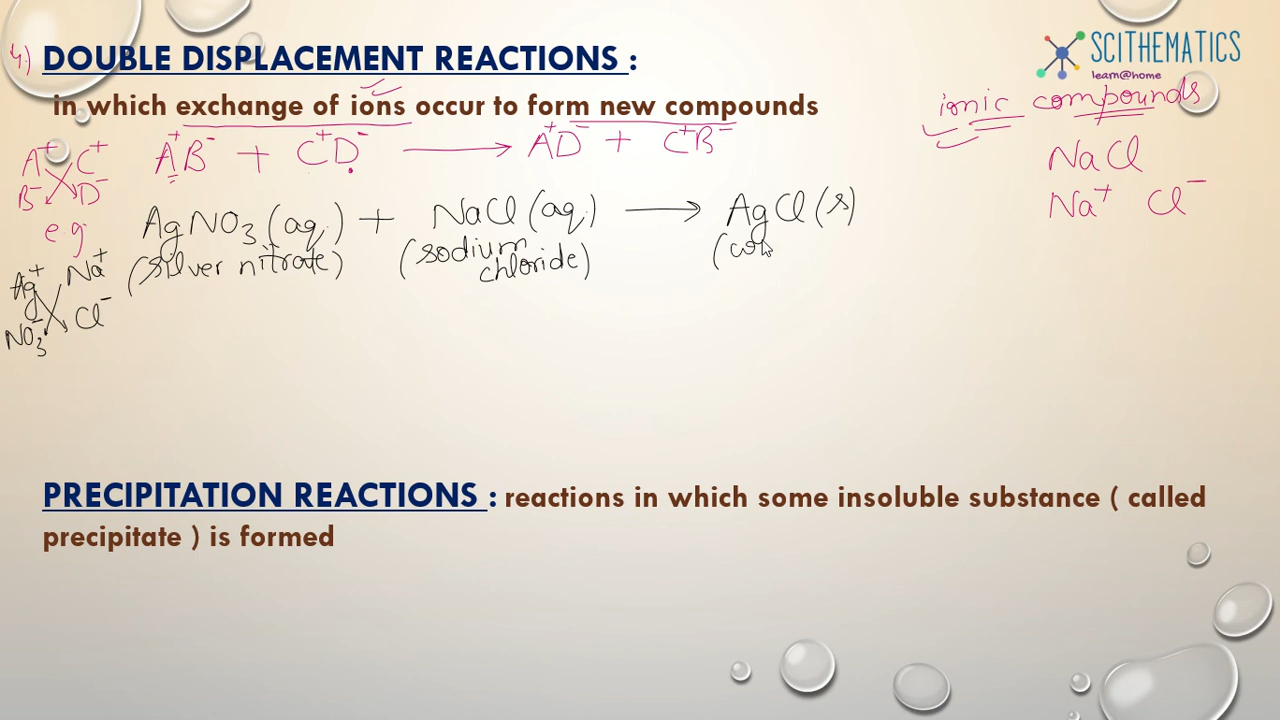 SCITHEMATICS
learn@home
4.) DOUBLE DISPLACEMENT REACTIONS :
in which exchange of ions occur to form new compounds
ionic compounds
NaCl
Na⁺ Cl⁻
A⁺ C⁺
B⁻ D⁻
A⁺B⁻ + C⁺D⁻ ⟶ A⁺D⁻ + C⁺B⁻
eg
AgNO₃(aq) + NaCl(aq) ⟶ AgCl(s)
(silver nitrate) (sodium chloride)
Ag⁺ Na⁺
NO₃⁻ Cl⁻
PRECIPITATION REACTIONS : reactions in which some insoluble substance ( called
precipitate ) is formed